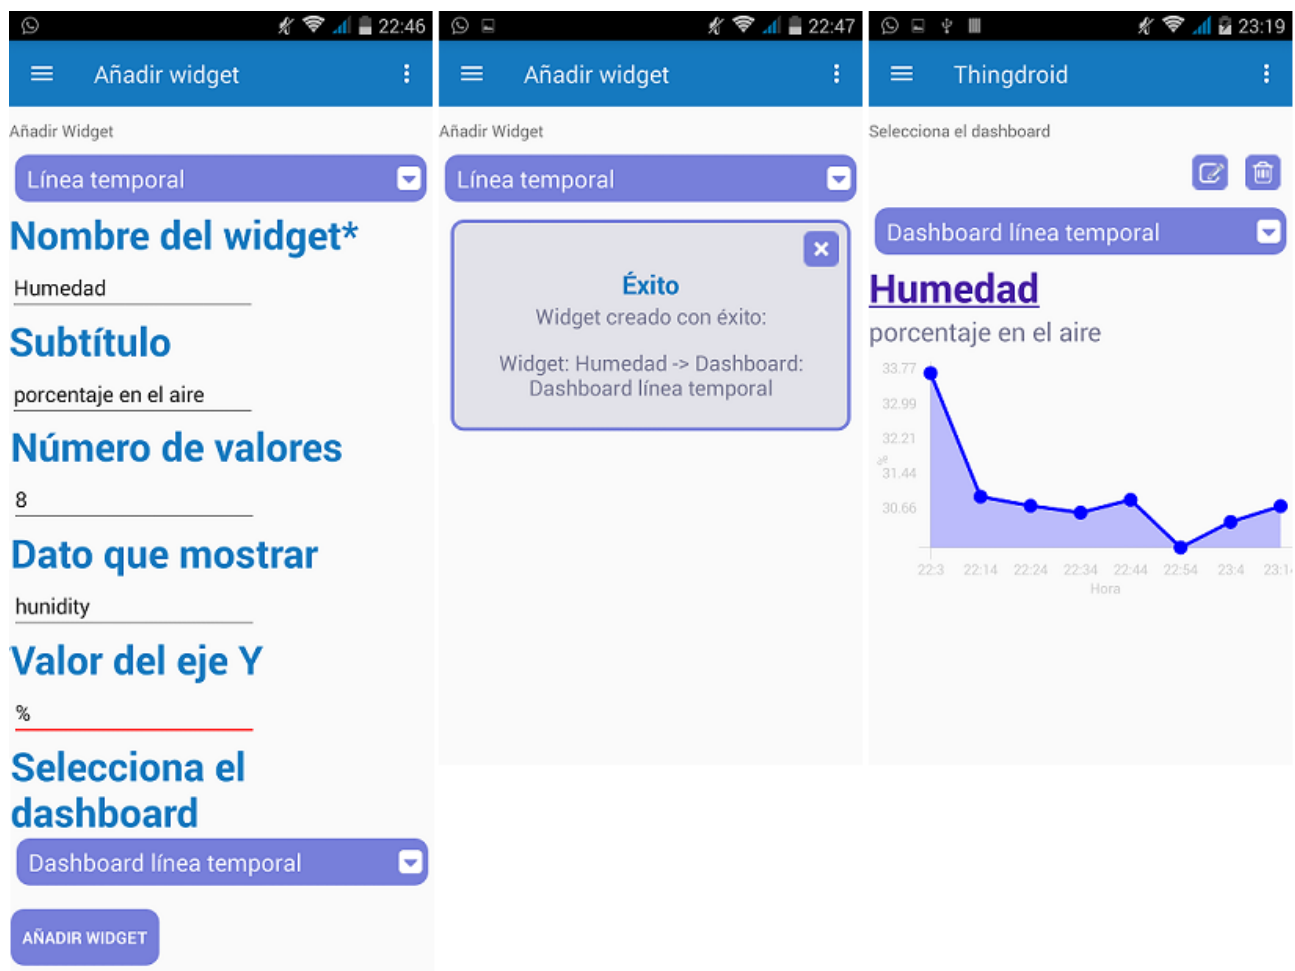 22:46
Añadir widget
Añadir Widget
Línea temporal
Nombre del widget*
Humedad
Subtítulo
porcentaje en el aire
Número de valores
8
Dato que mostrar
hunidity
Valor del eje Y
%
Selecciona el
dashboard
Dashboard línea temporal
AÑADIR WIDGET
22:47
Añadir widget
Añadir Widget
Línea temporal
Éxito
Widget creado con éxito:
Widget: Humedad -> Dashboard:
Dashboard línea temporal
23:19
Thingdroid
Selecciona el dashboard
Dashboard línea temporal
Humedad
porcentaje en el aire
33.77
32.99
32.21
%
31.44
30.66
22:3 22:14 22:24 22:34 22:44 22:54 23:4 23:14
Hora